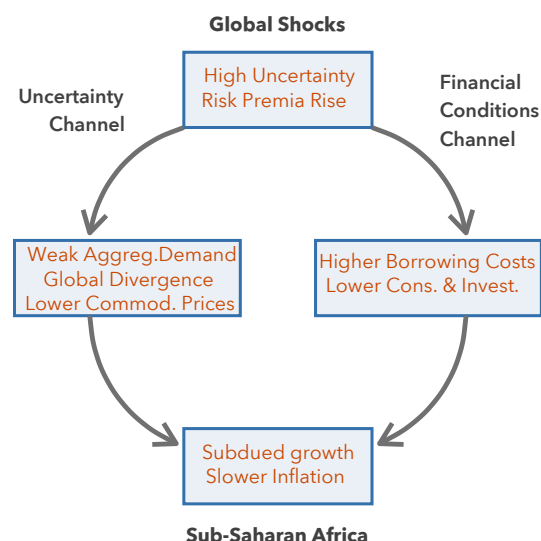 Global Shocks
High Uncertainty
Risk Premia Rise
Uncertainty
Channel
Financial
Conditions
Channel
Weak Aggreg.Demand
Global Divergence
Lower Commod. Prices
Higher Borrowing Costs
Lower Cons. & Invest.
Subdued growth
Slower Inflation
Sub-Saharan Africa